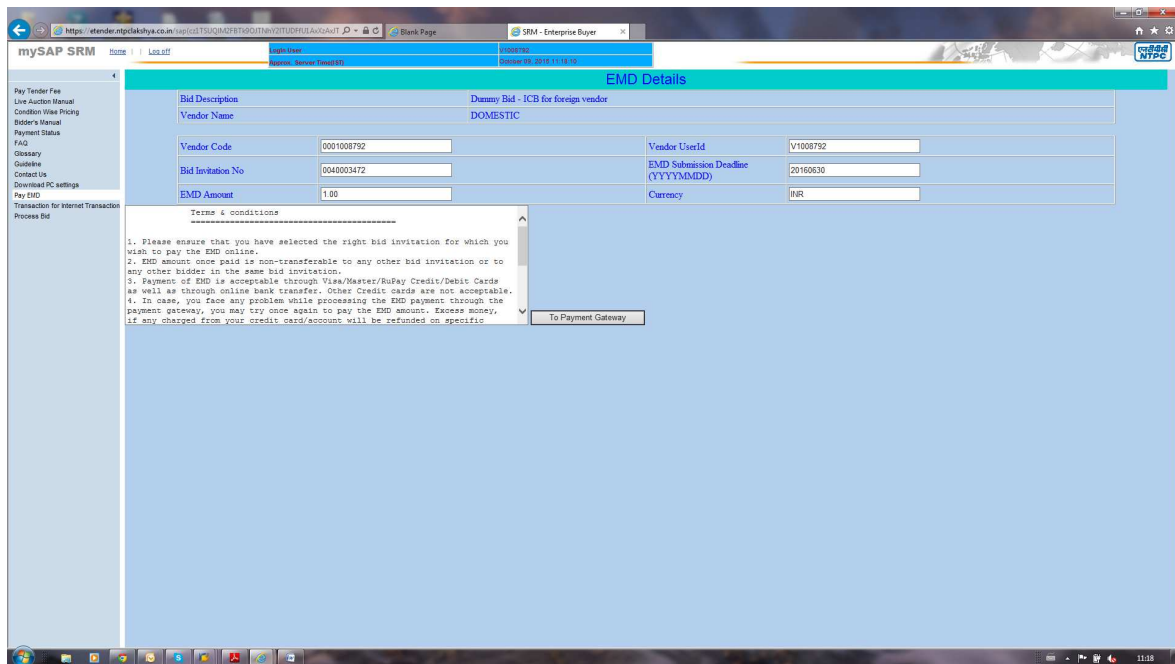 https://etender.ntpclakshya.co.in
Blank Page
SRM - Enterprise Buyer
mySAP SRM Home | | Log off
Login User V1008792
Approx. Server Time(IST) October 09, 2015 11:18:10
एनटीपीसी
NTPC
EMD Details
Pay Tender Fee
Live Auction Manual
Condition Wise Pricing
Bidder's Manual
Payment Status
FAQ
Glossary
Guideline
Contact Us
Download PC settings
Pay EMD
Transaction for Internet Transaction
Process Bid
Bid Description Dummy Bid - ICB for foreign vendor
Vendor Name DOMESTIC
Vendor Code 0001008792 Vendor UserId V1008792
Bid Invitation No 0040003472 EMD Submission Deadline (YYYYMMDD) 20160630
EMD Amount 1.00 Currency INR
Terms & conditions
==========================================
1. Please ensure that you have selected the right bid invitation for which you
wish to pay the EMD online.
2. EMD amount once paid is non-transferable to any other bid invitation or to
any other bidder in the same bid invitation.
3. Payment of EMD is acceptable through Visa/Master/RuPay Credit/Debit Cards
as well as through online bank transfer. Other Credit cards are not acceptable.
4. In case, you face any problem while processing the EMD payment through the
payment gateway, you may try once again to pay the EMD amount. Excess money,
if any charged from your credit card/account will be refunded on specific
To Payment Gateway
11:18